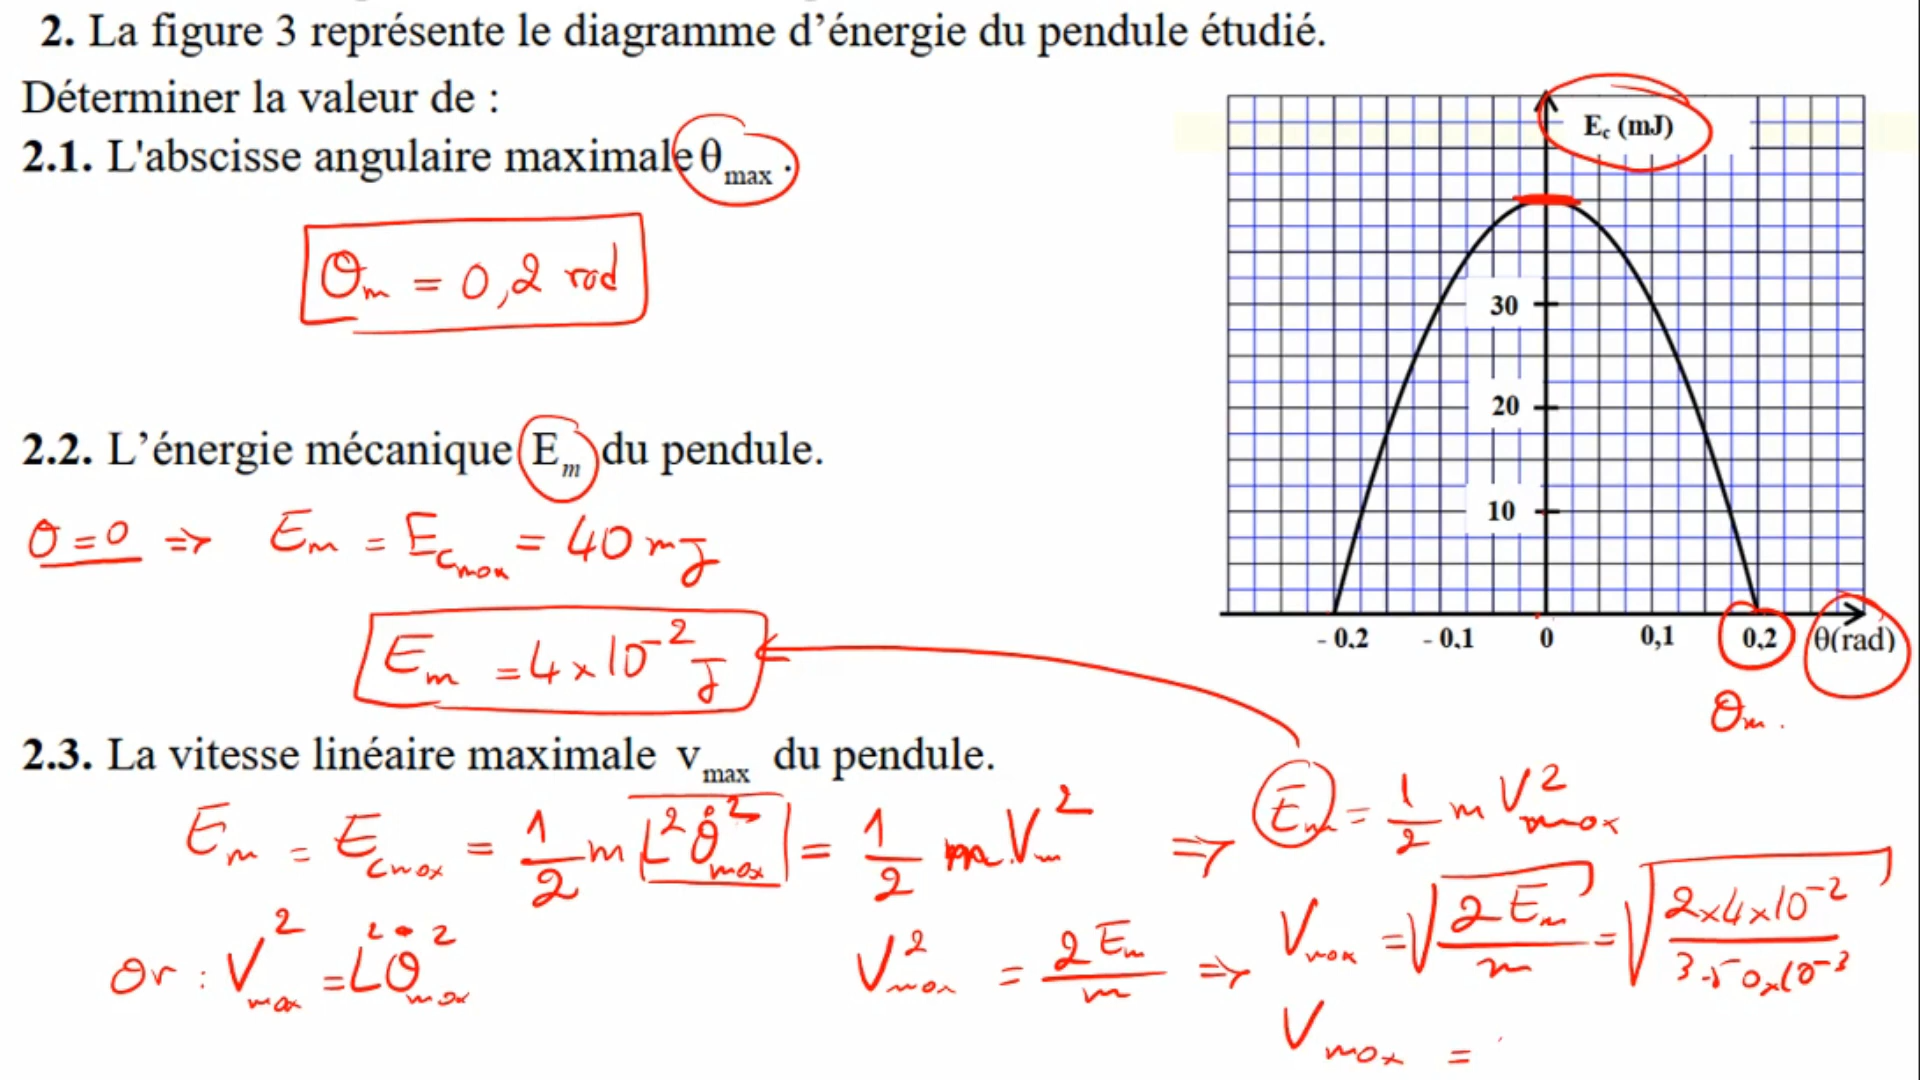 2. La figure 3 représente le diagramme d'énergie du pendule étudié.
Déterminer la valeur de :
2.1. L'abscisse angulaire maximale θmax .
θm = 0,2 rad
2.2. L'énergie mécanique Em du pendule.
θ=0 ⇒ Em = Ecmax = 40 mJ
Em = 4×10⁻² J
2.3. La vitesse linéaire maximale vmax du pendule.
Em = Ecmax = 1/2 m L² θ̇²max = 1/2 m Vm² ⇒ Em = 1/2 m V²max
or : V²max = L² θ̇²max
V²max = 2Em/m ⇒ Vmax = √(2Em/m) = √(2×4×10⁻²/350×10⁻³)
Vmax =
Ec (mJ)
30
20
10
- 0.2 - 0.1 0 0,1 0.2 θ(rad)
θm .